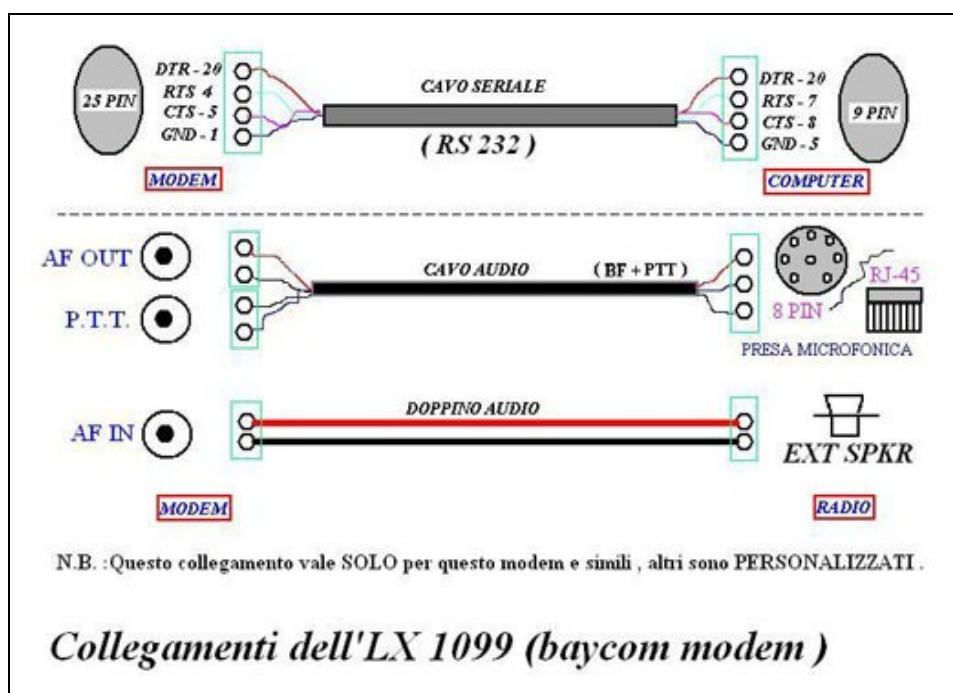 25 PIN
DTR - 20
RTS 4
CTS - 5
GND - 1
MODEM
CAVO SERIALE
( RS 232 )
DTR - 20
RTS - 7
CTS - 8
GND - 5
9 PIN
COMPUTER
AF OUT
P.T.T.
CAVO AUDIO
( BF + PTT )
8 PIN
RJ-45
PRESA MICROFONICA
AF IN
DOPPINO AUDIO
EXT SPKR
MODEM
RADIO
N.B. :Questo collegamento vale SOLO per questo modem e simili , altri sono PERSONALIZZATI .
Collegamenti dell'LX 1099 (baycom modem )